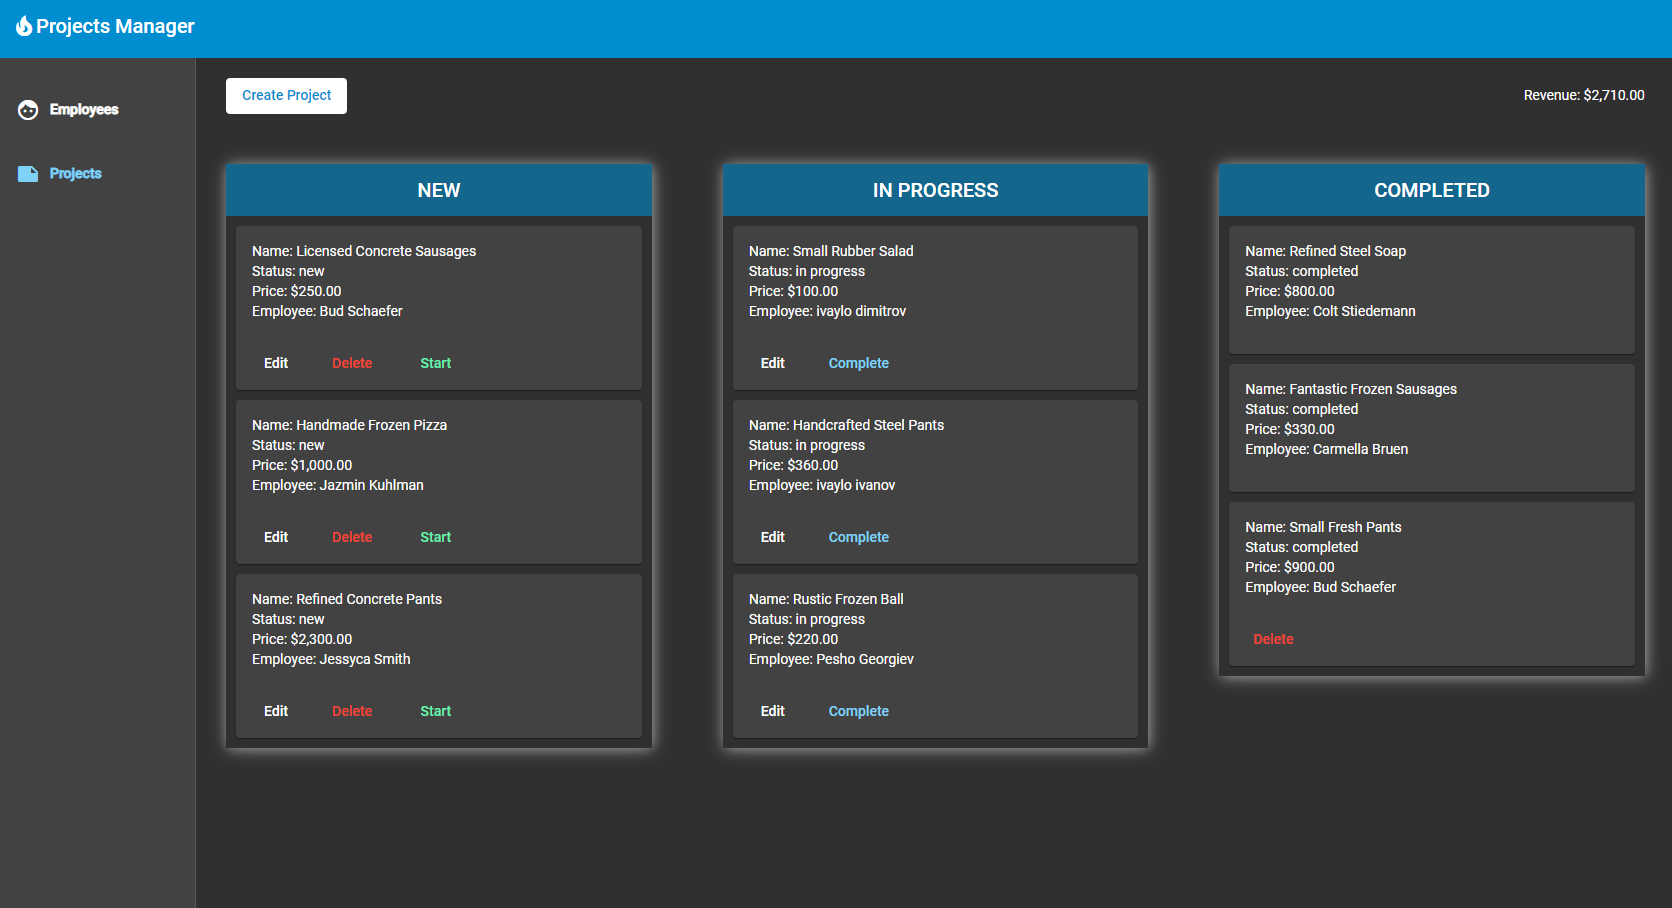 Projects Manager
Employees
Projects
Create Project
Revenue: $2,710.00
NEW
Name: Licensed Concrete Sausages
Status: new
Price: $250.00
Employee: Bud Schaefer
Edit Delete Start
Name: Handmade Frozen Pizza
Status: new
Price: $1,000.00
Employee: Jazmin Kuhlman
Edit Delete Start
Name: Refined Concrete Pants
Status: new
Price: $2,300.00
Employee: Jessyca Smith
Edit Delete Start
IN PROGRESS
Name: Small Rubber Salad
Status: in progress
Price: $100.00
Employee: ivaylo dimitrov
Edit Complete
Name: Handcrafted Steel Pants
Status: in progress
Price: $360.00
Employee: ivaylo ivanov
Edit Complete
Name: Rustic Frozen Ball
Status: in progress
Price: $220.00
Employee: Pesho Georgiev
Edit Complete
COMPLETED
Name: Refined Steel Soap
Status: completed
Price: $800.00
Employee: Colt Stiedemann
Name: Fantastic Frozen Sausages
Status: completed
Price: $330.00
Employee: Carmella Bruen
Name: Small Fresh Pants
Status: completed
Price: $900.00
Employee: Bud Schaefer
Delete